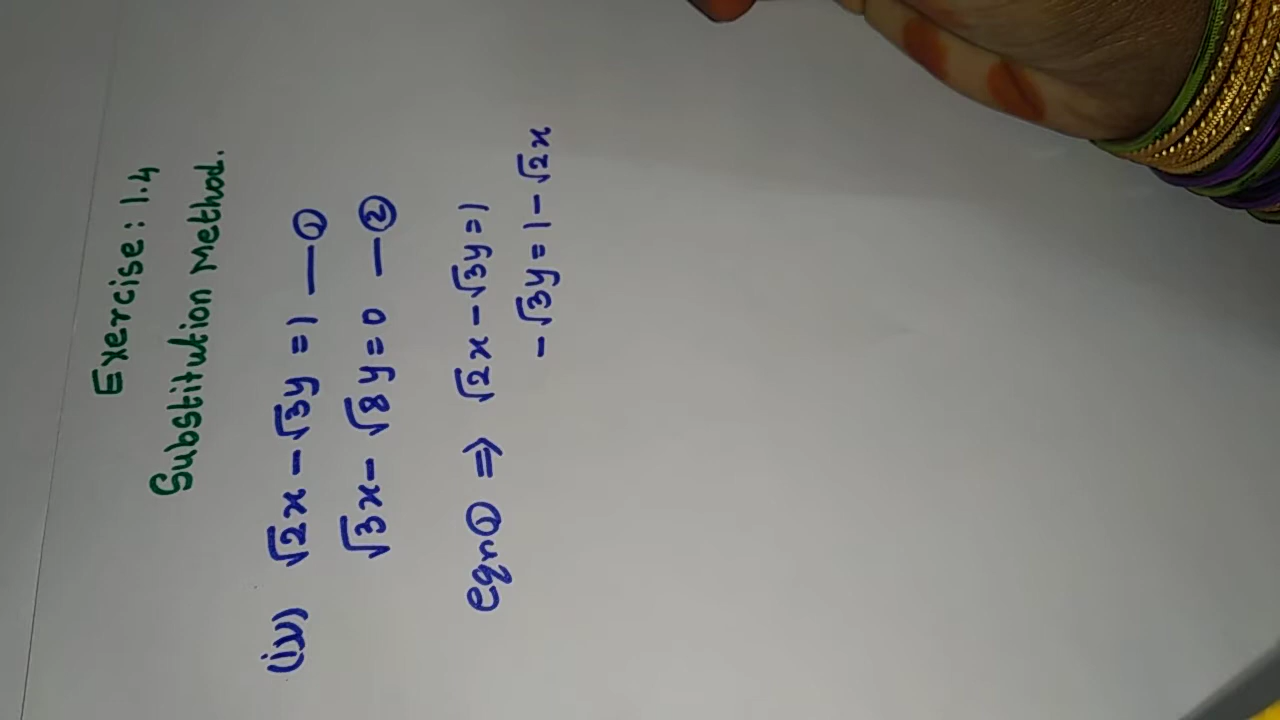 Exercise: 1.4
Substitution Method.
(iv) √2x - √3y = 1 — ①
√3x - √8y = 0 — ②
eqn① ⇒ √2x - √3y = 1
- √3y = 1 - √2x